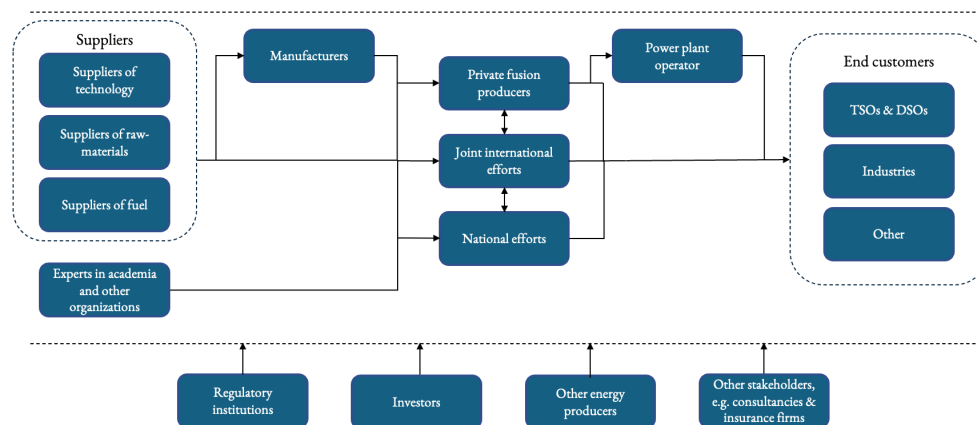 Suppliers
Suppliers of
technology
Suppliers of raw-
materials
Suppliers of fuel
Experts in academia
and other
organizations
Manufacturers
Private fusion
producers
Joint international
efforts
National efforts
Power plant
operator
End customers
TSOs & DSOs
Industries
Other
Regulatory
institutions
Investors
Other energy
producers
Other stakeholders,
e.g. consultancies &
insurance firms